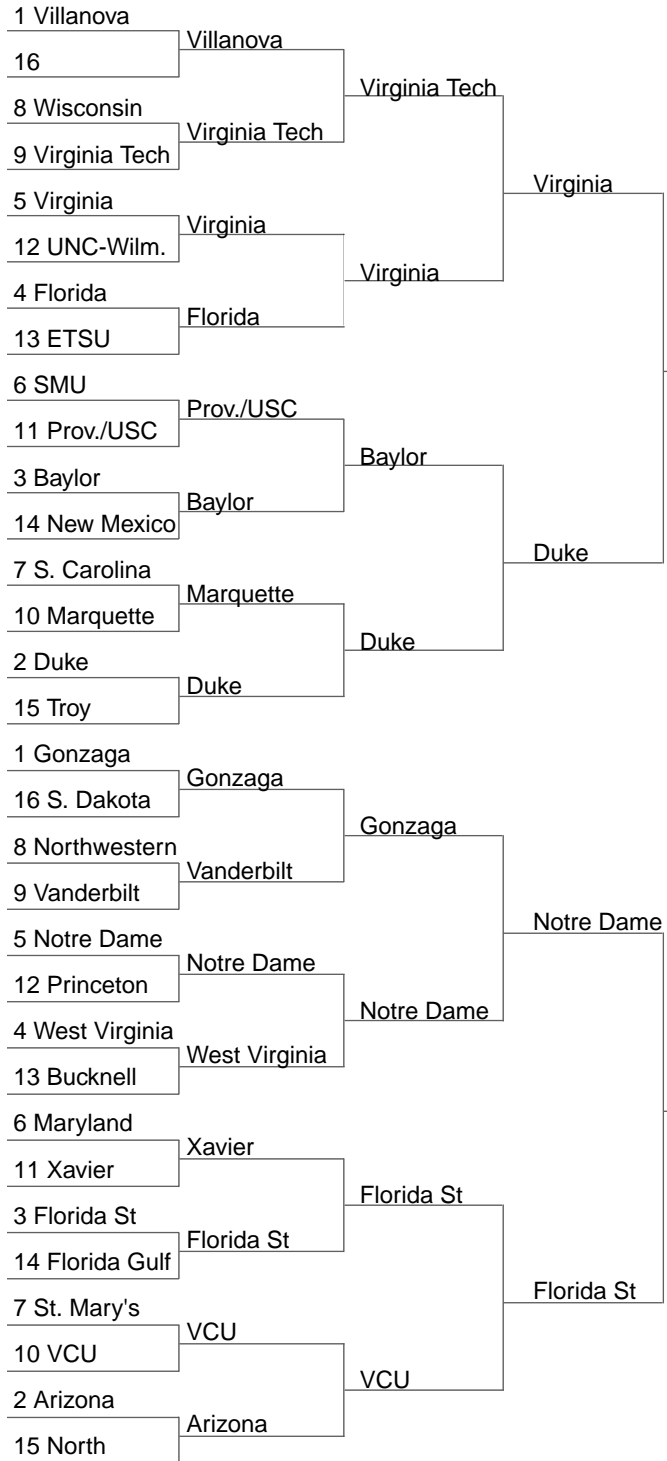 1 Villanova
16
8 Wisconsin
9 Virginia Tech
5 Virginia
12 UNC-Wilm.
4 Florida
13 ETSU
6 SMU
11 Prov./USC
3 Baylor
14 New Mexico
7 S. Carolina
10 Marquette
2 Duke
15 Troy
1 Gonzaga
16 S. Dakota
8 Northwestern
9 Vanderbilt
5 Notre Dame
12 Princeton
4 West Virginia
13 Bucknell
6 Maryland
11 Xavier
3 Florida St
14 Florida Gulf
7 St. Mary's
10 VCU
2 Arizona
15 North
Villanova
Virginia Tech
Virginia
Florida
Prov./USC
Baylor
Marquette
Duke
Gonzaga
Vanderbilt
Notre Dame
West Virginia
Xavier
Florida St
VCU
Arizona
Virginia Tech
Virginia
Baylor
Duke
Gonzaga
Notre Dame
Florida St
VCU
Virginia
Duke
Notre Dame
Florida St